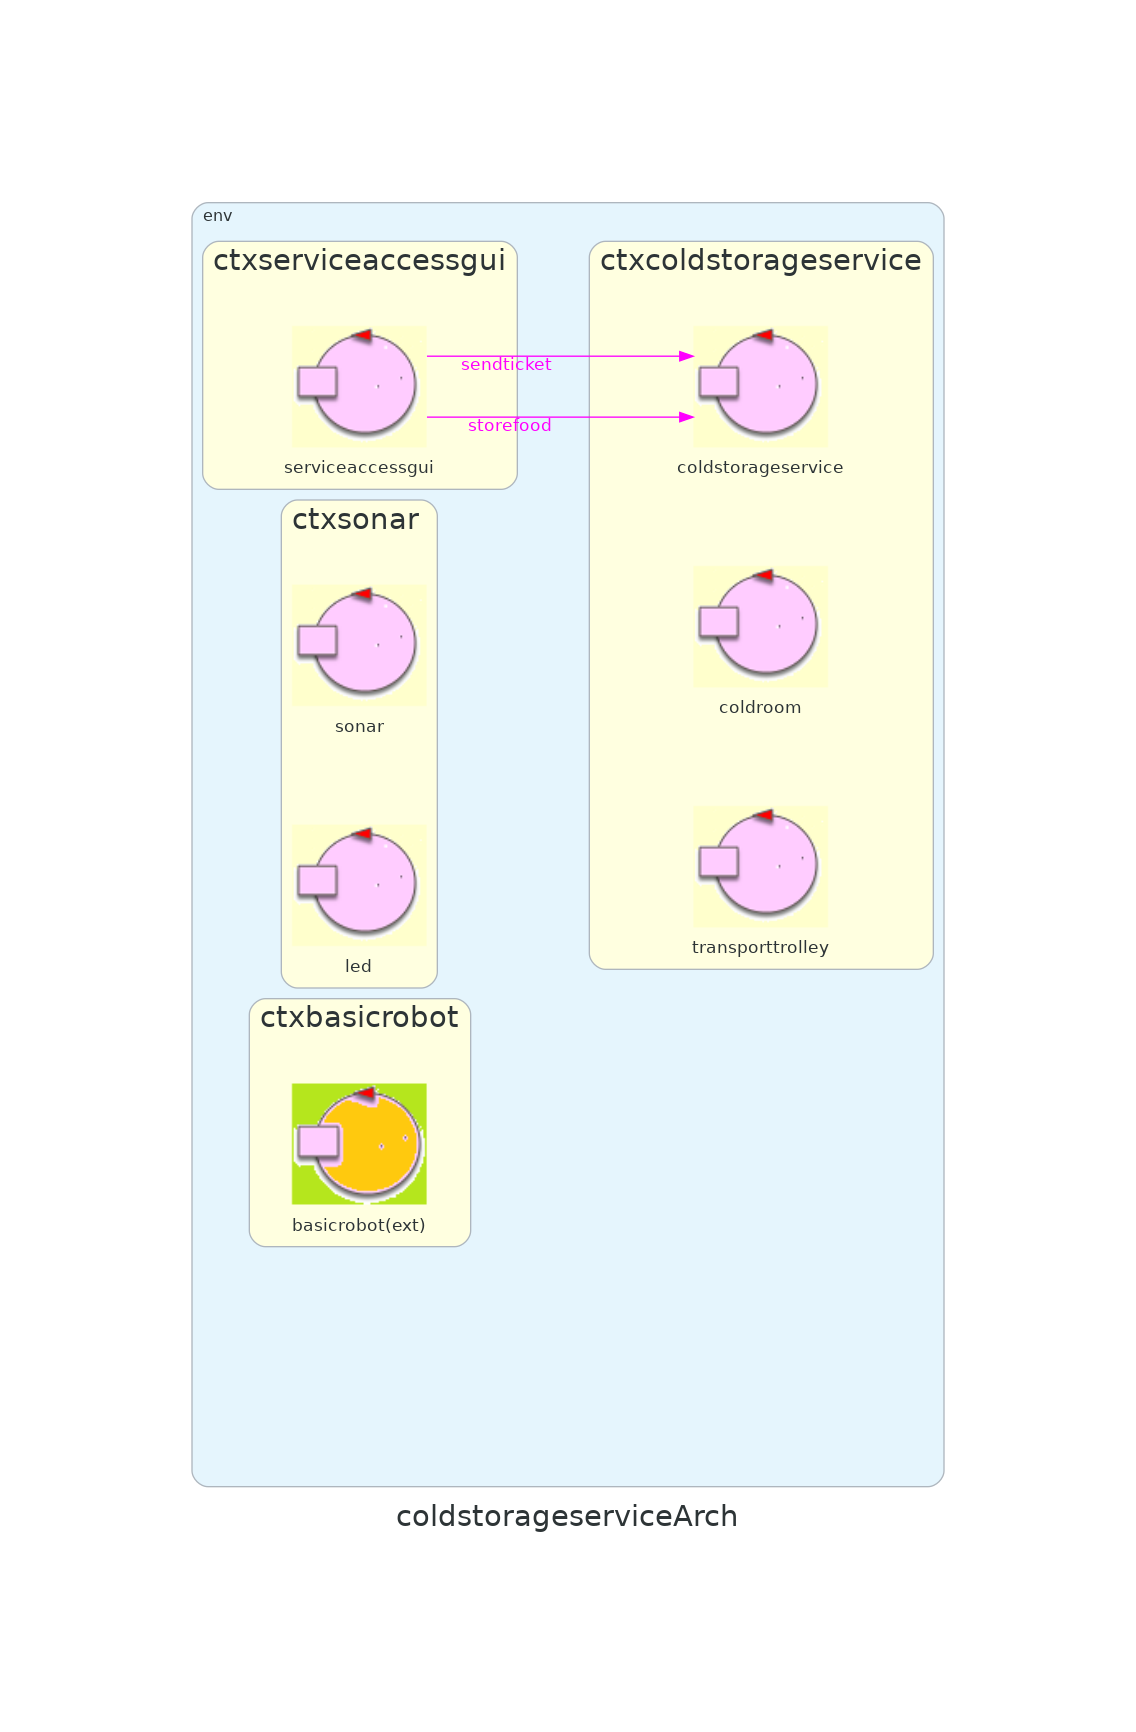 env
ctxserviceaccessgui
sendticket
storefood
serviceaccessgui
ctxcoldstorageservice
coldstorageservice
coldroom
transporttrolley
ctxsonar
sonar
led
ctxbasicrobot
basicrobot(ext)
coldstorageserviceArch